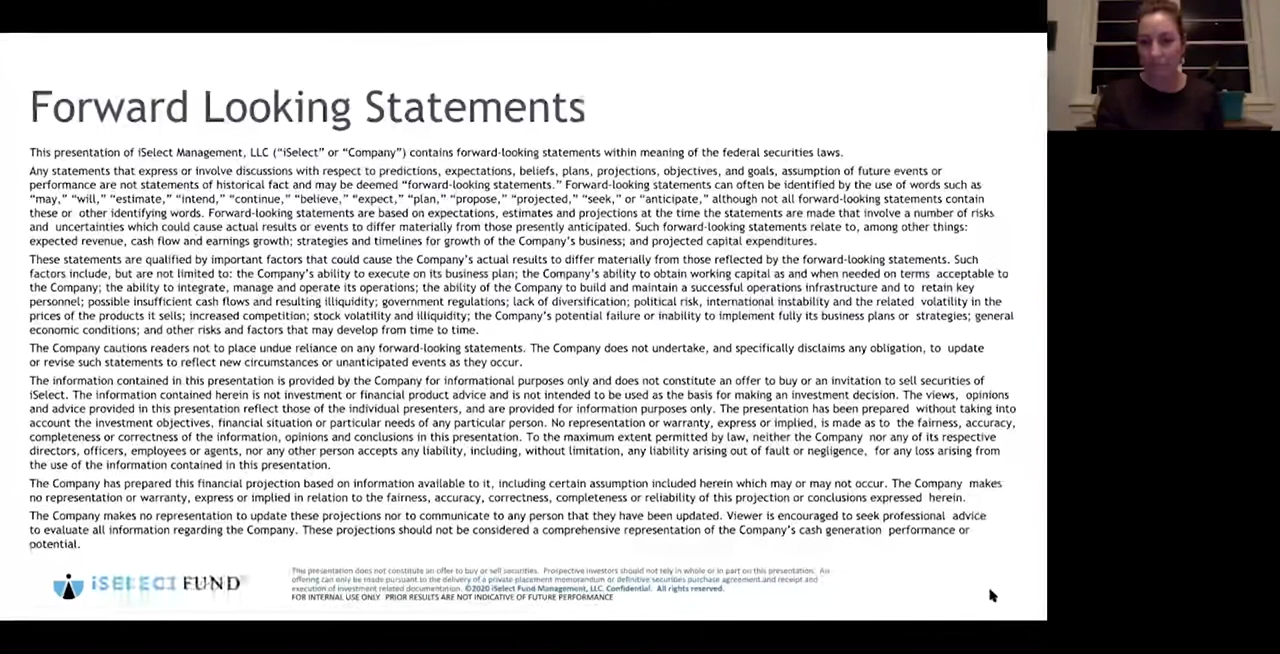 Forward Looking Statements
This presentation of iSelect Management, LLC (“iSelect” or “Company”) contains forward-looking statements within meaning of the federal securities laws.
Any statements that express or involve discussions with respect to predictions, expectations, beliefs, plans, projections, objectives, and goals, assumption of future events or
performance are not statements of historical fact and may be deemed “forward-looking statements.” Forward-looking statements can often be identified by the use of words such as
“may,” “will,” “estimate,” “intend,” “continue,” “believe,” “expect,” “plan,” “propose,” “projected,” “seek,” or “anticipate,” although not all forward-looking statements contain
these or other identifying words. Forward-looking statements are based on expectations, estimates and projections at the time the statements are made that involve a number of risks
and uncertainties which could cause actual results or events to differ materially from those presently anticipated. Such forward-looking statements relate to, among other things:
expected revenue, cash flow and earnings growth; strategies and timelines for growth of the Company’s business; and projected capital expenditures.
These statements are qualified by important factors that could cause the Company’s actual results to differ materially from those reflected by the forward-looking statements. Such
factors include, but are not limited to: the Company’s ability to execute on its business plan; the Company’s ability to obtain working capital as and when needed on terms acceptable to
the Company; the ability to integrate, manage and operate its operations; the ability of the Company to build and maintain a successful operations infrastructure and to retain key
personnel; possible insufficient cash flows and resulting illiquidity; government regulations; lack of diversification; political risk, international instability and the related volatility in the
prices of the products it sells; increased competition; stock volatility and illiquidity; the Company’s potential failure or inability to implement fully its business plans or strategies; general
economic conditions; and other risks and factors that may develop from time to time.
The Company cautions readers not to place undue reliance on any forward-looking statements. The Company does not undertake, and specifically disclaims any obligation, to update
or revise such statements to reflect new circumstances or unanticipated events as they occur.
The information contained in this presentation is provided by the Company for informational purposes only and does not constitute an offer to buy or an invitation to sell securities of
iSelect. The information contained herein is not investment or financial product advice and is not intended to be used as the basis for making an investment decision. The views, opinions
and advice provided in this presentation reflect those of the individual presenters, and are provided for information purposes only. The presentation has been prepared without taking into
account the investment objectives, financial situation or particular needs of any particular person. No representation or warranty, express or implied, is made as to the fairness, accuracy,
completeness or correctness of the information, opinions and conclusions in this presentation. To the maximum extent permitted by law, neither the Company nor any of its respective
directors, officers, employees or agents, nor any other person accepts any liability, including, without limitation, any liability arising out of fault or negligence, for any loss arising from
the use of the information contained in this presentation.
The Company has prepared this financial projection based on information available to it, including certain assumption included herein which may or may not occur. The Company makes
no representation or warranty, express or implied in relation to the fairness, accuracy, correctness, completeness or reliability of this projection or conclusions expressed herein.
The Company makes no representation to update these projections nor to communicate to any person that they have been updated. Viewer is encouraged to seek professional advice
to evaluate all information regarding the Company. These projections should not be considered a comprehensive representation of the Company’s cash generation performance or
potential.
iSELECT FUND
This presentation does not constitute an offer to buy or sell securities. Prospective investors should not rely in whole or in part on this presentation. An
offering can only be made pursuant to the delivery of a private placement memorandum or definitive securities purchase agreement and receipt and
execution of investment related documentation. ©2020 iSelect Fund Management, LLC. Confidential. All rights reserved.
FOR INTERNAL USE ONLY PRIOR RESULTS ARE NOT INDICATIVE OF FUTURE PERFORMANCE